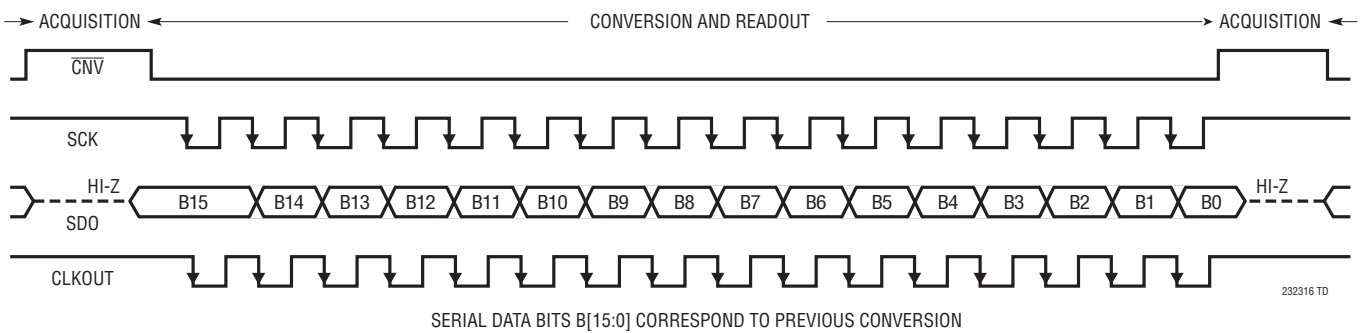 ACQUISITION CONVERSION AND READOUT ACQUISITION
CNV
SCK
HI-Z B15 B14 B13 B12 B11 B10 B9 B8 B7 B6 B5 B4 B3 B2 B1 B0 HI-Z
SDO
CLKOUT
232316 TD
SERIAL DATA BITS B[15:0] CORRESPOND TO PREVIOUS CONVERSION